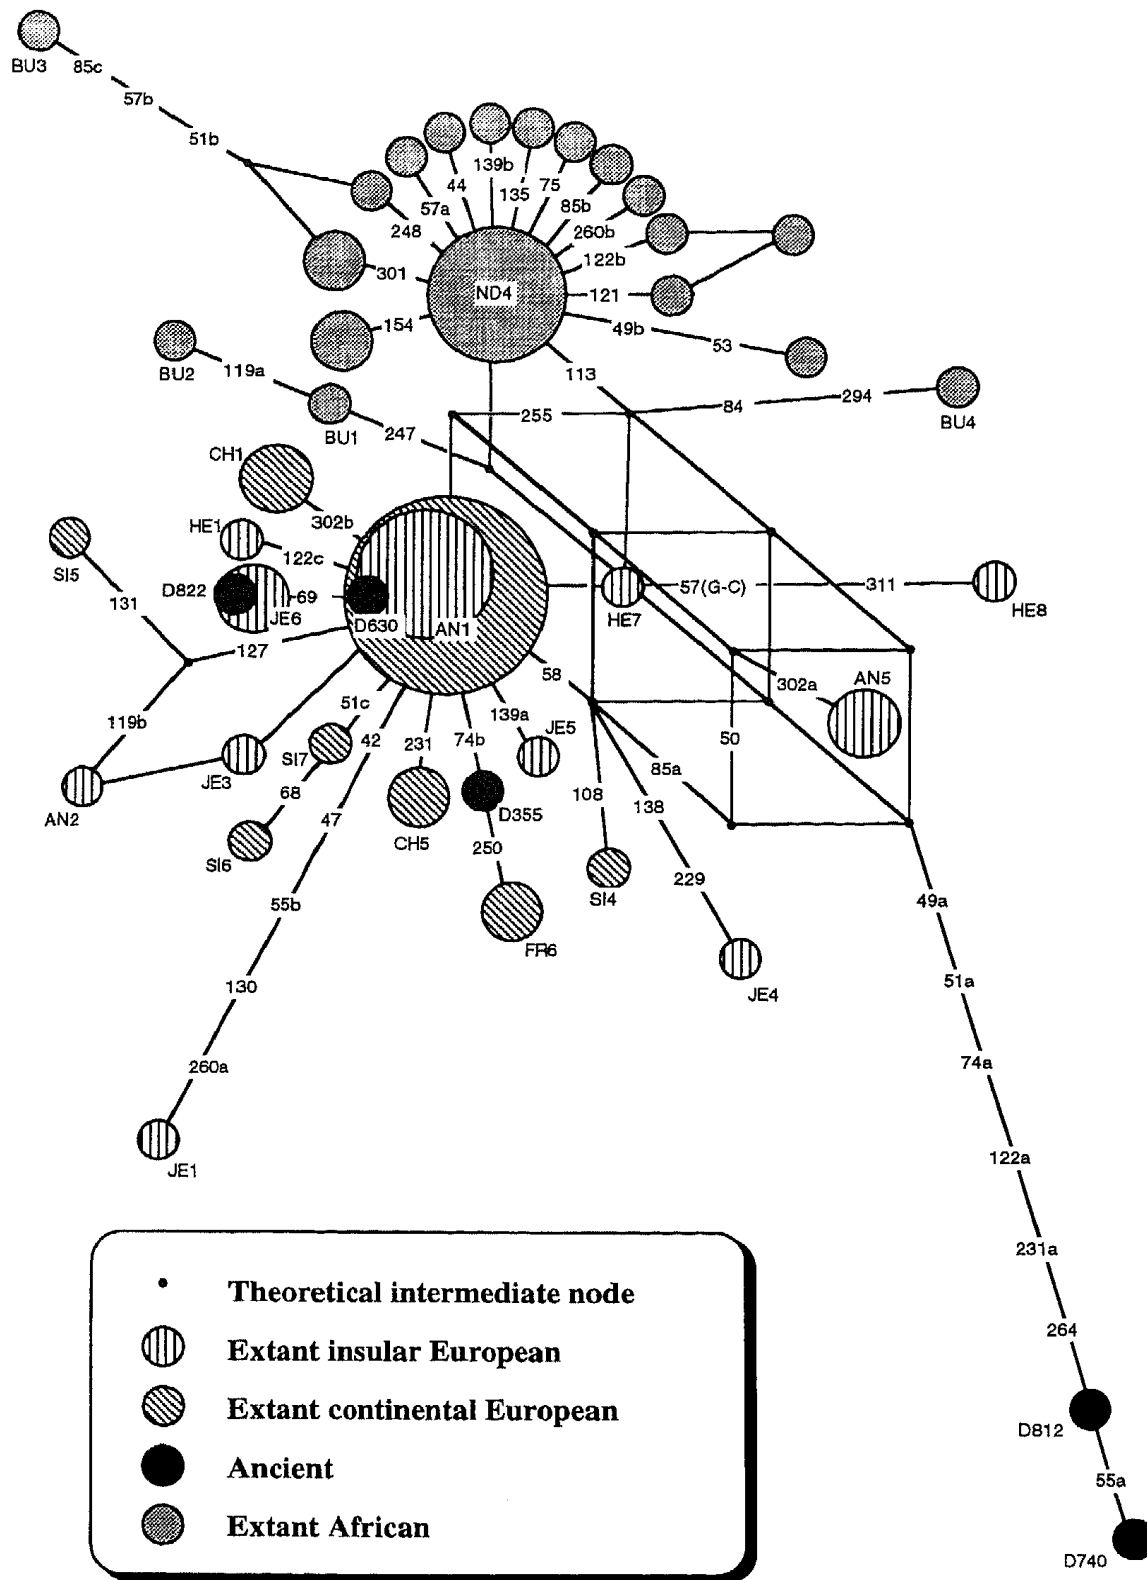 BU3
85c
57b
51b
139b
44
135
75
57a
85b
248
260b
122b
301
ND4
121
154
49b
53
BU2
119a
113
84
294
255
BU1
BU4
247
CH1
302b
HE1
122c
SI5
D822
69
57(G-C)
311
131
JE6
D630
AN1
HE7
HE8
127
58
302a
AN5
119b
51c
139a
42
231
74b
JE5
50
SI7
JE3
85a
AN2
68
108
138
47
D355
CH5
250
SI6
229
SI4
55b
49a
FR6
130
51a
JE4
260a
74a
122a
JE1
231a
264
D812
55a
D740
Theoretical intermediate node
Extant insular European
Extant continental European
Ancient
Extant African